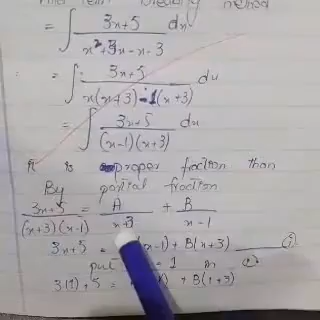 method
= ∫ 3x+5 / x²+3x-x-3 dx
= ∫ 3x+5 / x(x+3)-1(x+3) dx
= ∫ 3x+5 / (x-1)(x+3) dx
It is proper fraction than
By partial fraction
3x+5 / (x+3)(x-1) = A / x+3 + B / x-1
3x+5 = (x-1) + B(x+3) (i)
put = 1 in
3(1)+5 = + B(1+3)